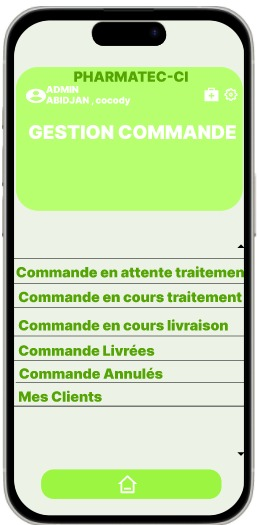 PHARMATEC-CI
ADMIN
ABIDJAN , cocody
GESTION COMMANDE
Commande en attente traitemen
Commande en cours traitement
Commande en cours livraison
Commande Livrées
Commande Annulés
Mes Clients